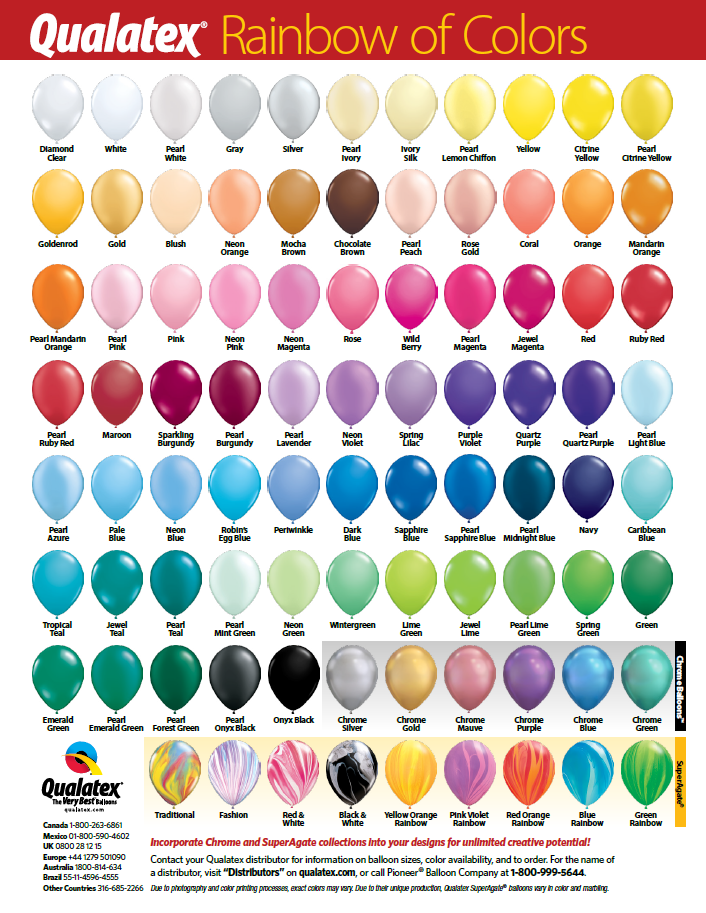 Qualatex® Rainbow of Colors
Diamond Clear
White
Pearl White
Gray
Silver
Pearl Ivory
Ivory Silk
Pearl Lemon Chiffon
Yellow
Citrine Yellow
Pearl Citrine Yellow
Goldenrod
Gold
Blush
Neon Orange
Mocha Brown
Chocolate Brown
Pearl Peach
Rose Gold
Coral
Orange
Mandarin Orange
Pearl Mandarin Orange
Pearl Pink
Pink
Neon Pink
Neon Magenta
Rose
Wild Berry
Pearl Magenta
Jewel Magenta
Red
Ruby Red
Pearl Ruby Red
Maroon
Sparkling Burgundy
Pearl Burgundy
Pearl Lavender
Neon Violet
Spring Lilac
Purple Violet
Quartz Purple
Pearl Quartz Purple
Pearl Light Blue
Pearl Azure
Pale Blue
Neon Blue
Robin's Egg Blue
Periwinkle
Dark Blue
Sapphire Blue
Pearl Sapphire Blue
Pearl Midnight Blue
Navy
Caribbean Blue
Tropical Teal
Jewel Teal
Pearl Teal
Pearl Mint Green
Neon Green
Wintergreen
Lime Green
Jewel Lime
Pearl Lime Green
Spring Green
Green
Emerald Green
Pearl Emerald Green
Pearl Forest Green
Pearl Onyx Black
Onyx Black
Chrome Silver
Chrome Gold
Chrome Mauve
Chrome Purple
Chrome Blue
Chrome Green
Chrome Balloons™
Qualatex®
The Very Best Balloons
qualatex.com
Traditional
Fashion
Red & White
Black & White
Yellow Orange Rainbow
Pink Violet Rainbow
Red Orange Rainbow
Blue Rainbow
Green Rainbow
SuperAgate®
Canada 1-800-263-6861
Mexico 01-800-590-4602
UK 0800 28 12 15
Europe +44 1279 501090
Australia 1800-814-634
Brazil 55-11-4596-4555
Other Countries 316-685-2266
Incorporate Chrome and SuperAgate collections into your designs for unlimited creative potential!
Contact your Qualatex distributor for information on balloon sizes, color availability, and to order. For the name of
a distributor, visit “Distributors” on qualatex.com, or call Pioneer® Balloon Company at 1-800-999-5644.
Due to photography and color printing processes, exact colors may vary. Due to their unique production, Qualatex SuperAgate® balloons vary in color and marbling.